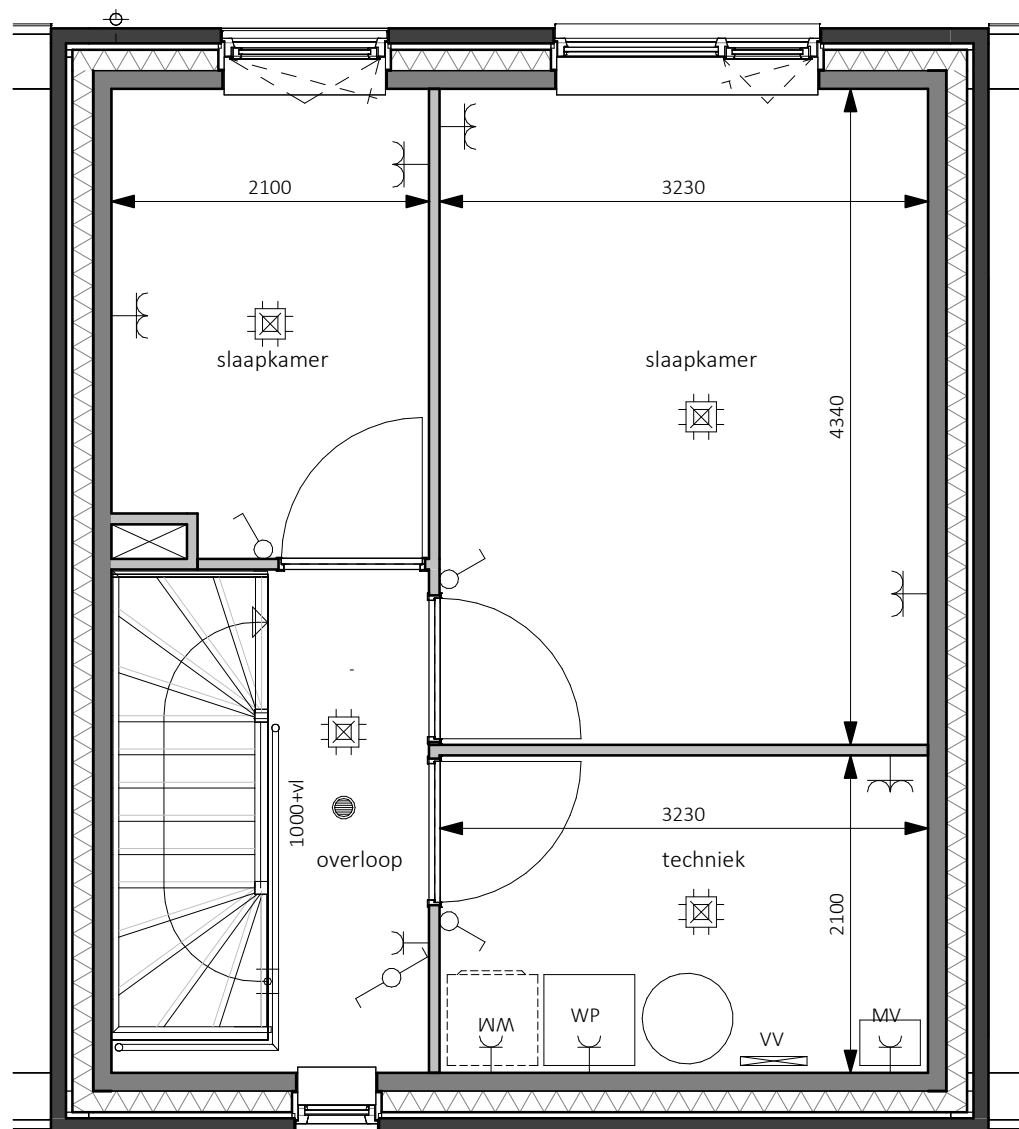 2100
3230
slaapkamer
slaapkamer
4340
1000+vl
3230
overloop
techniek
2100
WM
WP
VV
MV